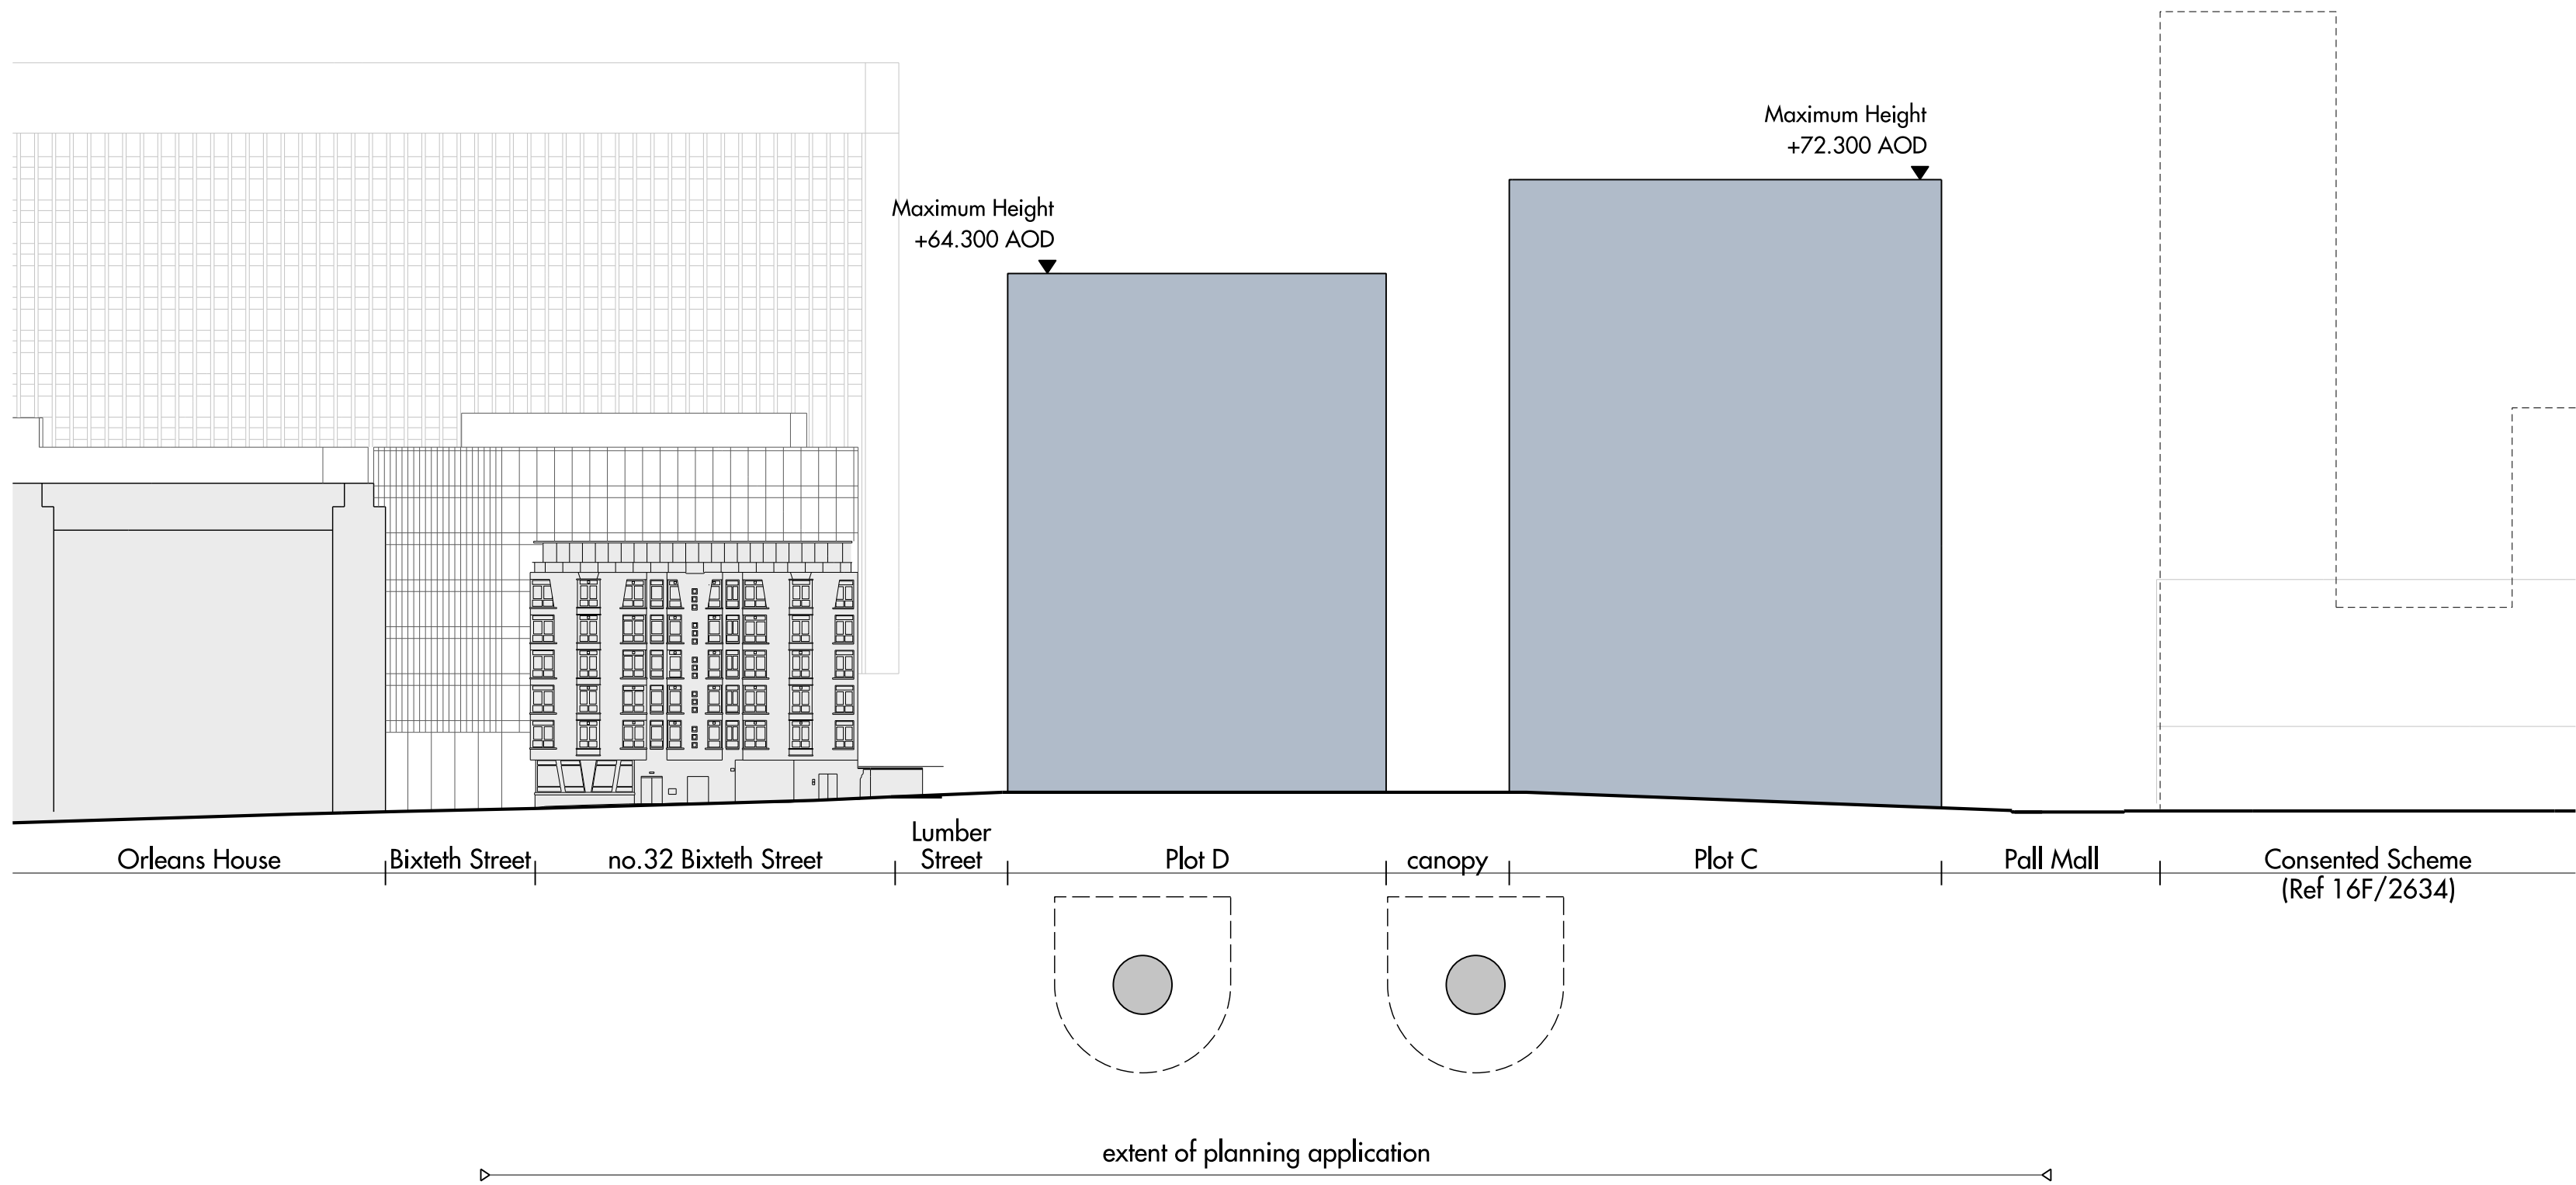 Maximum Height
+72.300 AOD
Maximum Height
+64.300 AOD
Orleans House
Bixteth Street
no.32 Bixteth Street
Lumber
Street
Plot D
canopy
Plot C
Pall Mall
Consented Scheme
(Ref 16F/2634)
extent of planning application